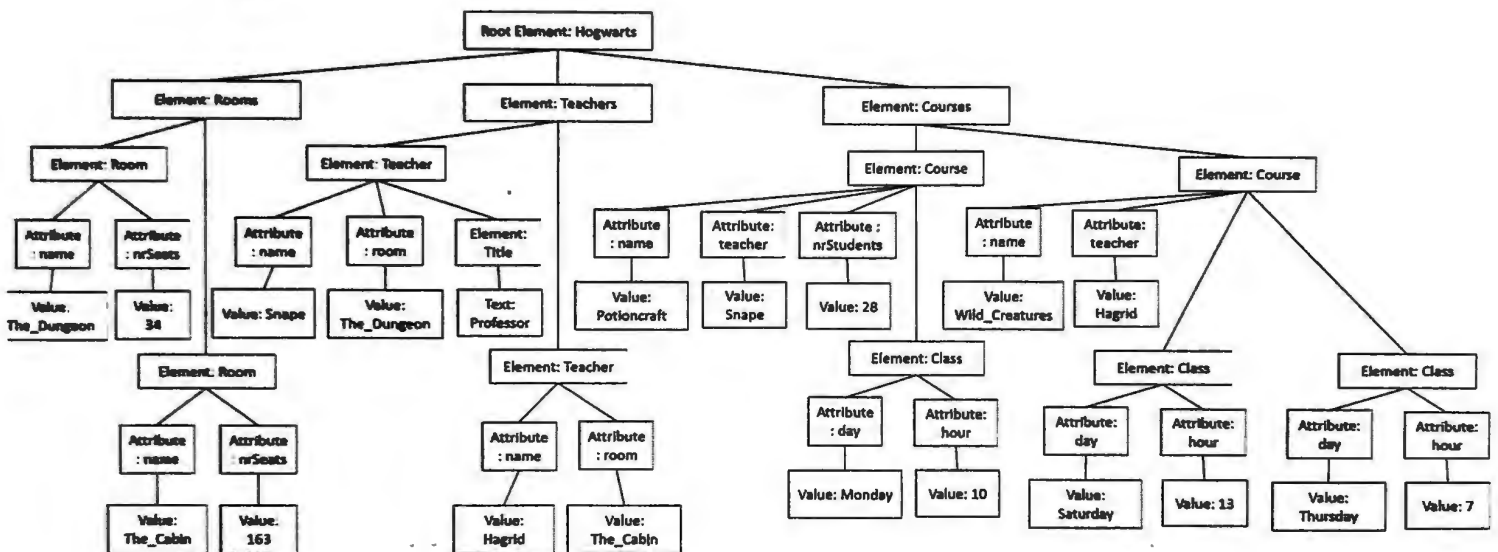 Root Element: Hogwarts
Element: Rooms
Element: Teachers
Element: Courses
Element: Room
Element: Teacher
Element: Course
Element: Course
Attribute
: name
Attribute
: nrSeats
Attribute
: name
Attribute
: room
Element:
Title
Attribute
: name
Attribute:
teacher
Attribute :
nrStudents
Attribute
: name
Attribute:
teacher
Value:
The_Dungeon
Value:
34
Value: Snape
Value:
The_Dungeon
Text:
Professor
Value:
Potioncraft
Value:
Snape
Value: 28
Value:
Wild_Creatures
Value:
Hagrid
Element: Room
Element: Teacher
Element: Class
Element: Class
Element: Class
Attribute
: name
Attribute
: nrSeats
Attribute
: name
Attribute
: room
Attribute
: day
Attribute:
hour
Attribute:
day
Attribute:
hour
Attribute:
day
Attribute:
hour
Value:
The_Cabin
Value:
163
Value:
Hagrid
Value:
The_Cabin
Value: Monday
Value: 10
Value:
Saturday
Value: 13
Value:
Thursday
Value: 7